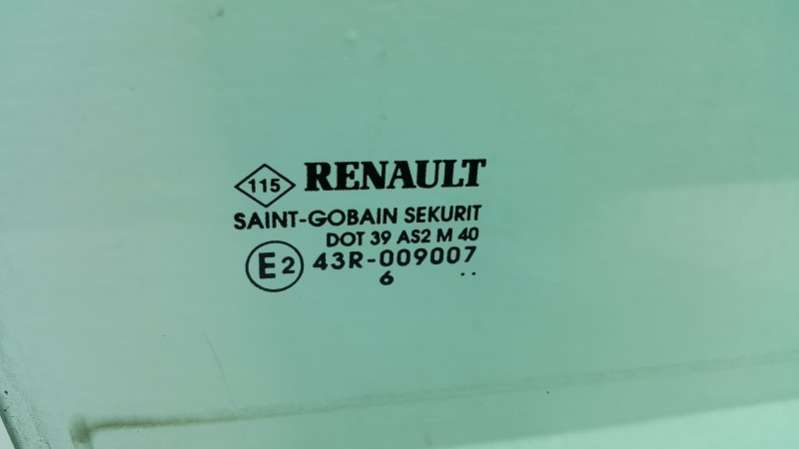 115 RENAULT
SAINT-GOBAIN SEKURIT
DOT 39 AS2 M 40
E2 43R-009007
6 ..